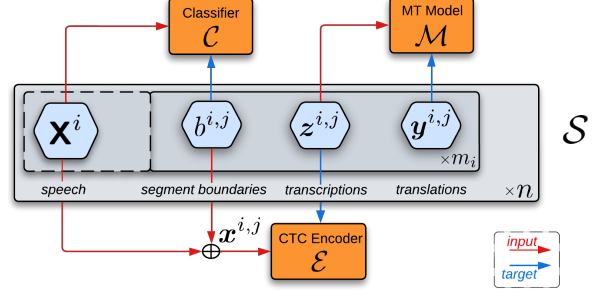 Classifier
𝒞
MT Model
ℳ
𝐗^i
b^{i,j}
𝒛^{i,j}
𝒚^{i,j}
×m_i
𝒮
speech
segment boundaries
transcriptions
translations
×n
𝒙^{i,j}
⊕
CTC Encoder
ℰ
input
target